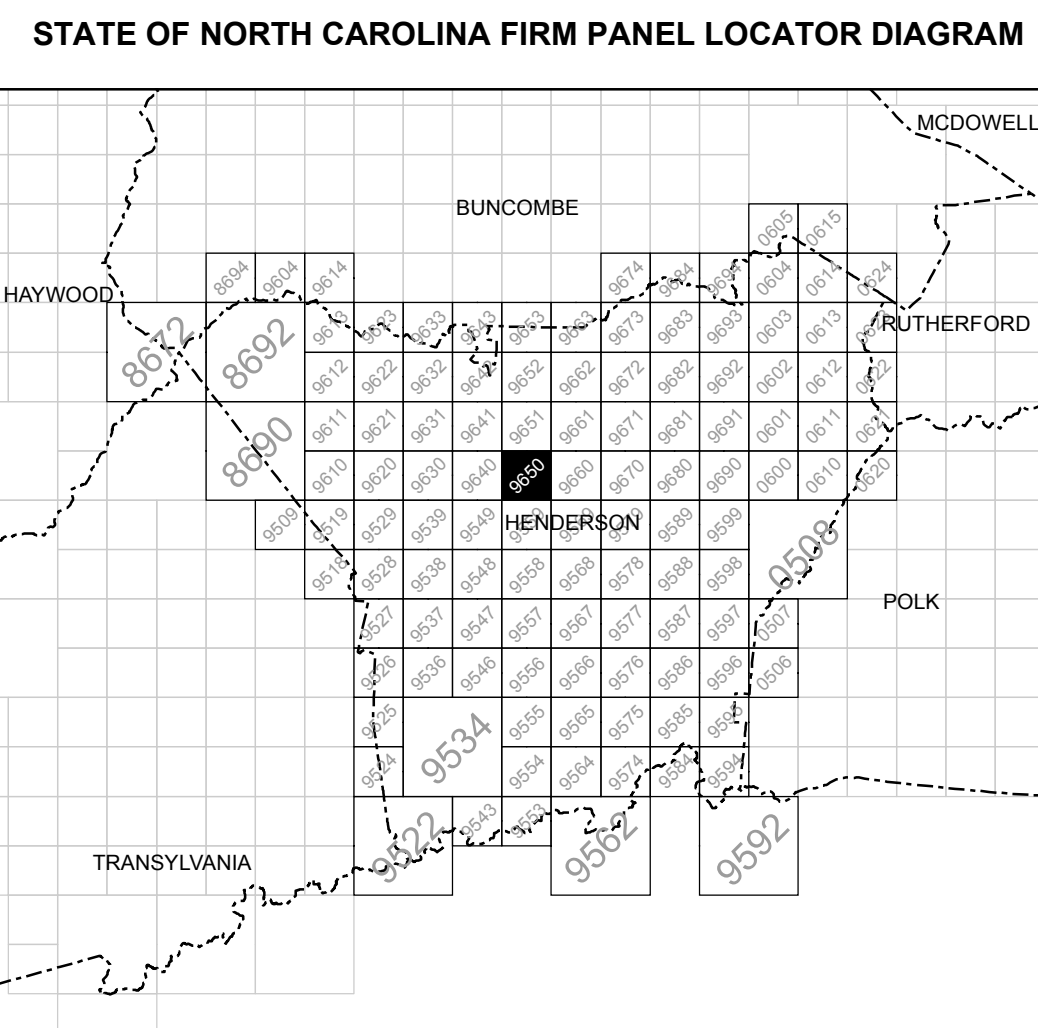 STATE OF NORTH CAROLINA FIRM PANEL LOCATOR DIAGRAM
MCDOWELL
BUNCOMBE
0605 0615
8694 9604 9614 9674 9684 9694 0604 0614 0624
HAYWOOD
8672 8692 9613 9623 9633 9643 9653 9663 9673 9683 9693 0603 0613
RUTHERFORD
9612 9622 9632 9642 9652 9662 9672 9682 9692 0602 0612 0622
8690 9611 9621 9631 9641 9651 9661 9671 9681 9691 0601 0611 0621
9610 9620 9630 9640 9650 9660 9670 9680 9690 0600 0610 0620
9509 9519 9529 9539 9549 9589 9599
HENDERSON
0508
9518 9528 9538 9548 9558 9568 9578 9588 9598
POLK
9527 9537 9547 9557 9567 9577 9587 9597 0507
9526 9536 9546 9556 9566 9576 9586 9596 0506
9525 9534 9555 9565 9575 9585 9595
9524 9554 9564 9574 9584 9594
9522 9543 9553 9562 9592
TRANSYLVANIA